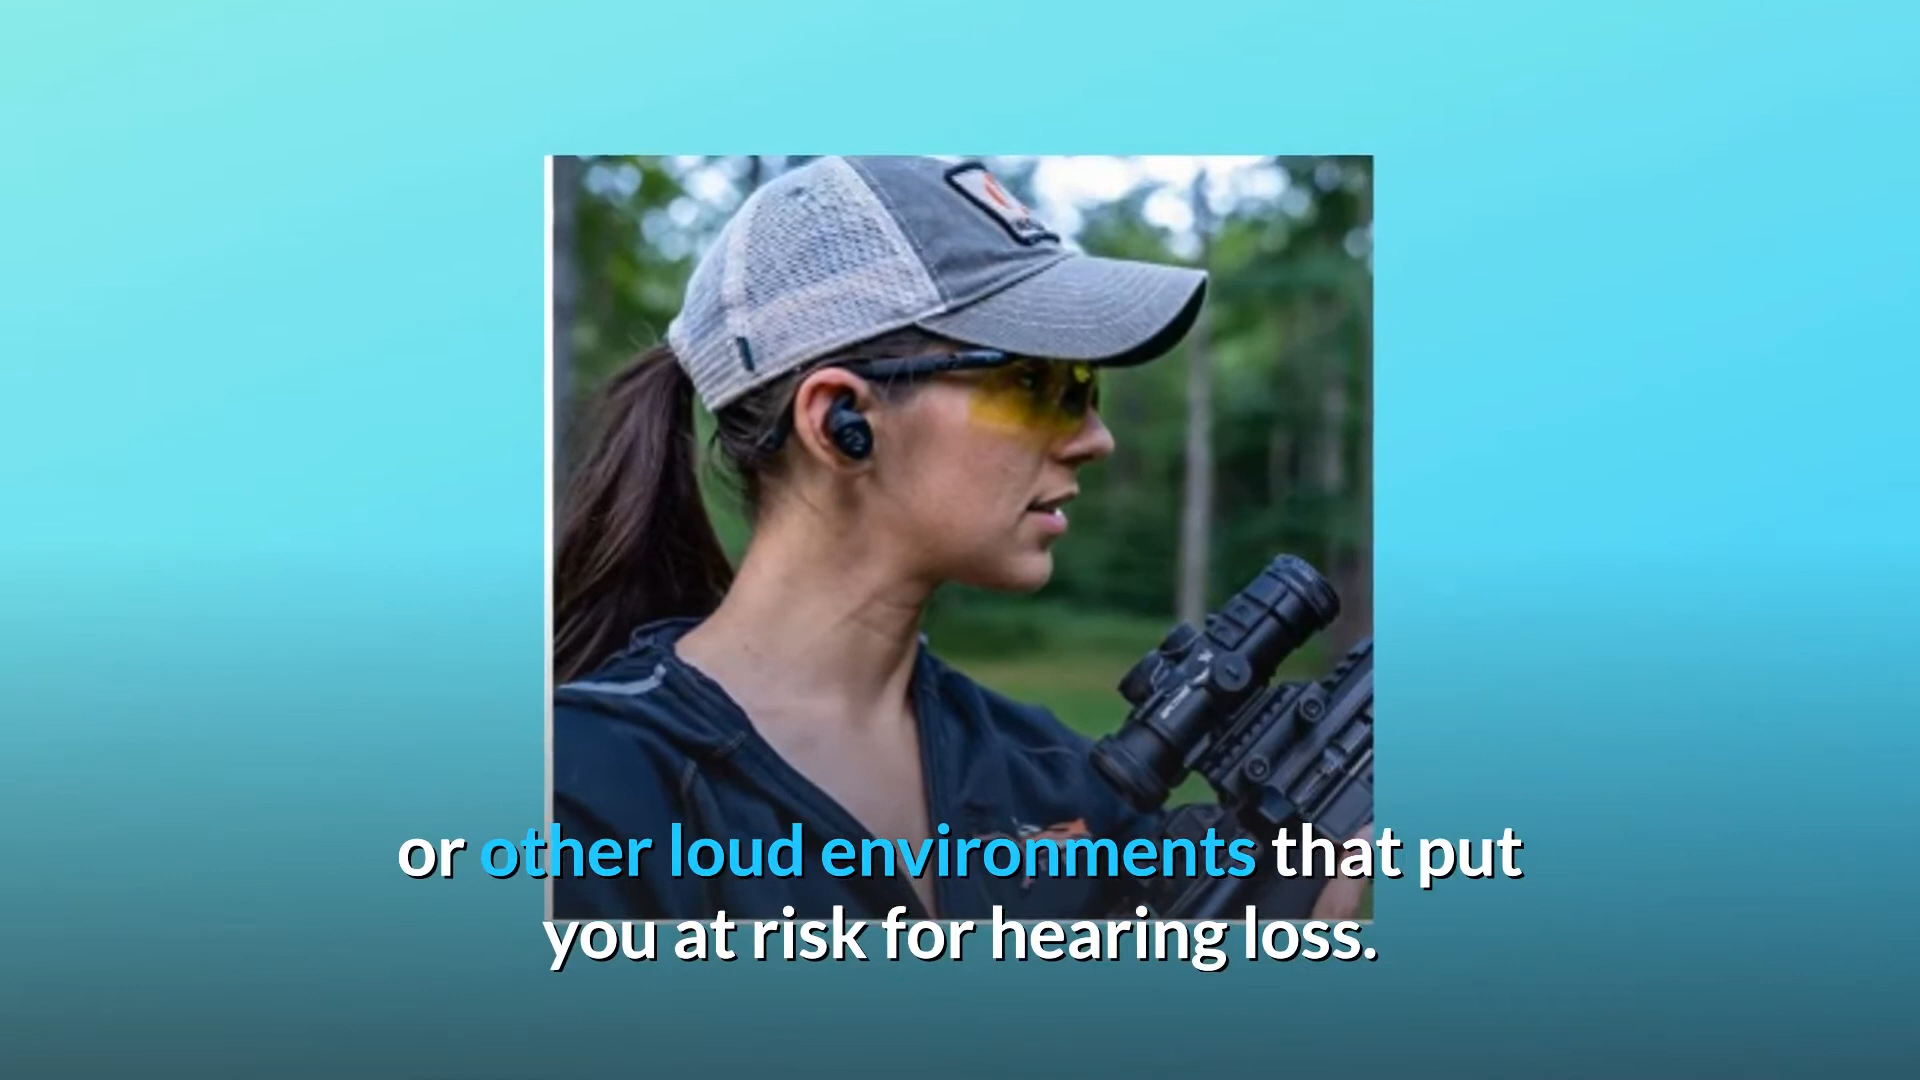 or other loud environments that put
you at risk for hearing loss.